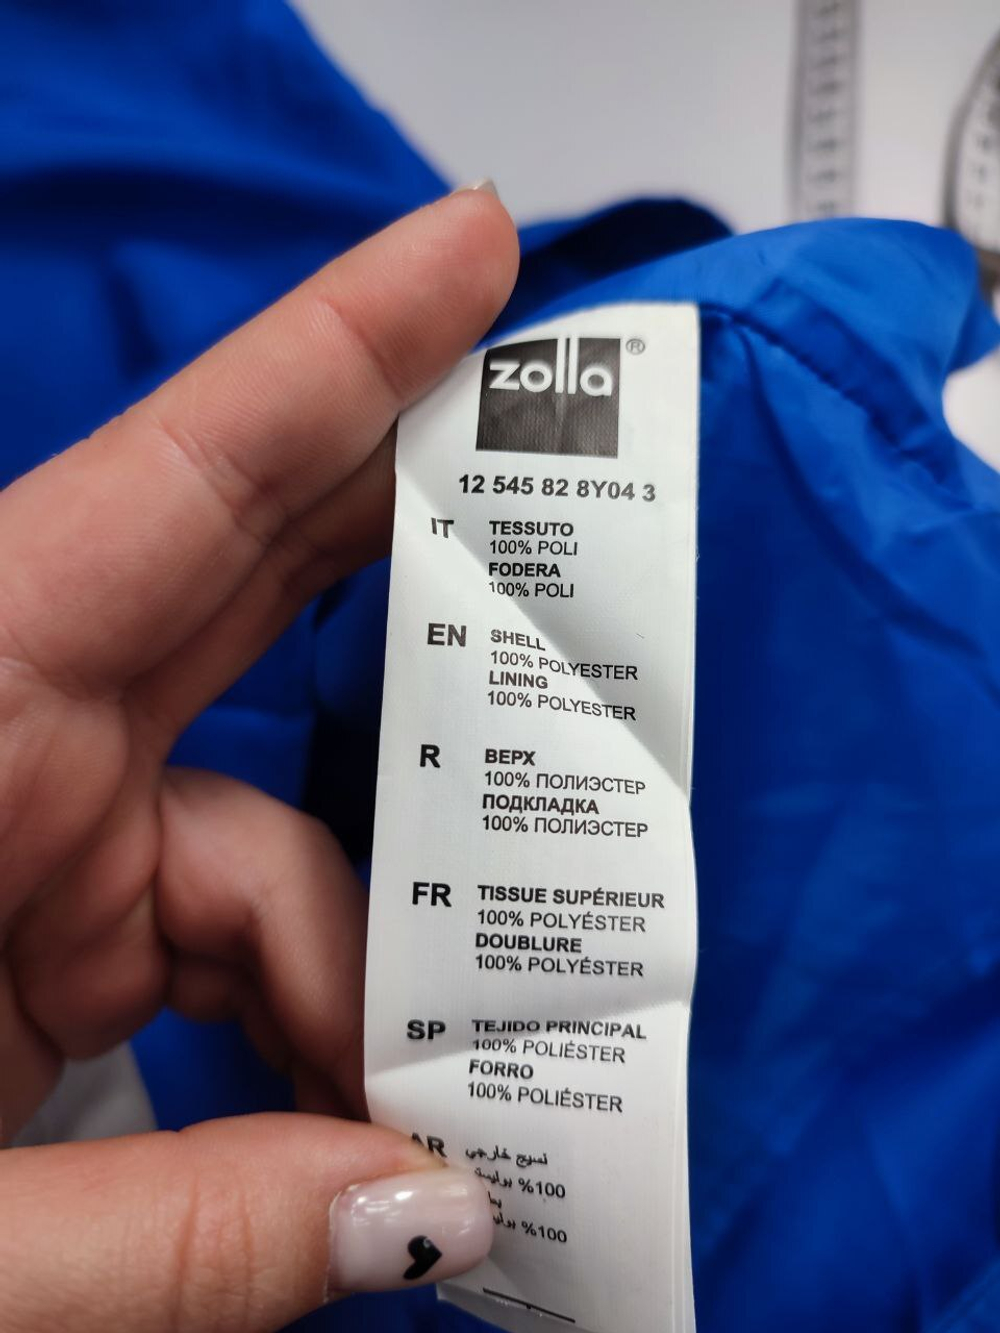 zolla®
12 545 82 8Y04 3
IT TESSUTO
100% POLI
FODERA
100% POLI
EN SHELL
100% POLYESTER
LINING
100% POLYESTER
R ВЕРХ
100% ПОЛИЭСТЕР
ПОДКЛАДКА
100% ПОЛИЭСТЕР
FR TISSUE SUPÉRIEUR
100% POLYÉSTER
DOUBLURE
100% POLYÉSTER
SP TEJIDO PRINCIPAL
100% POLIÉSTER
FORRO
100% POLIÉSTER
AR نسيج خارجي
%100
%100